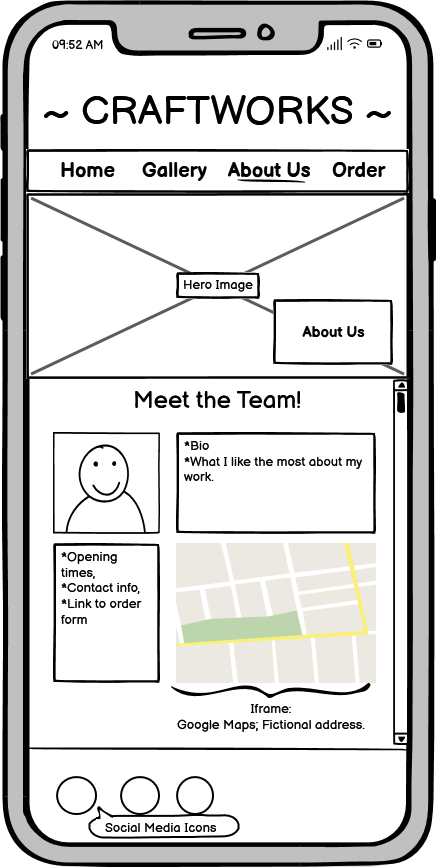 09:52 AM
~ CRAFTWORKS ~
Home Gallery About Us Order
Hero Image
About Us
Meet the Team!
*Bio
*What I like the most about my
work.
*Opening
times,
*Contact info,
*Link to order
form
Iframe:
Google Maps; Fictional address.
Social Media Icons